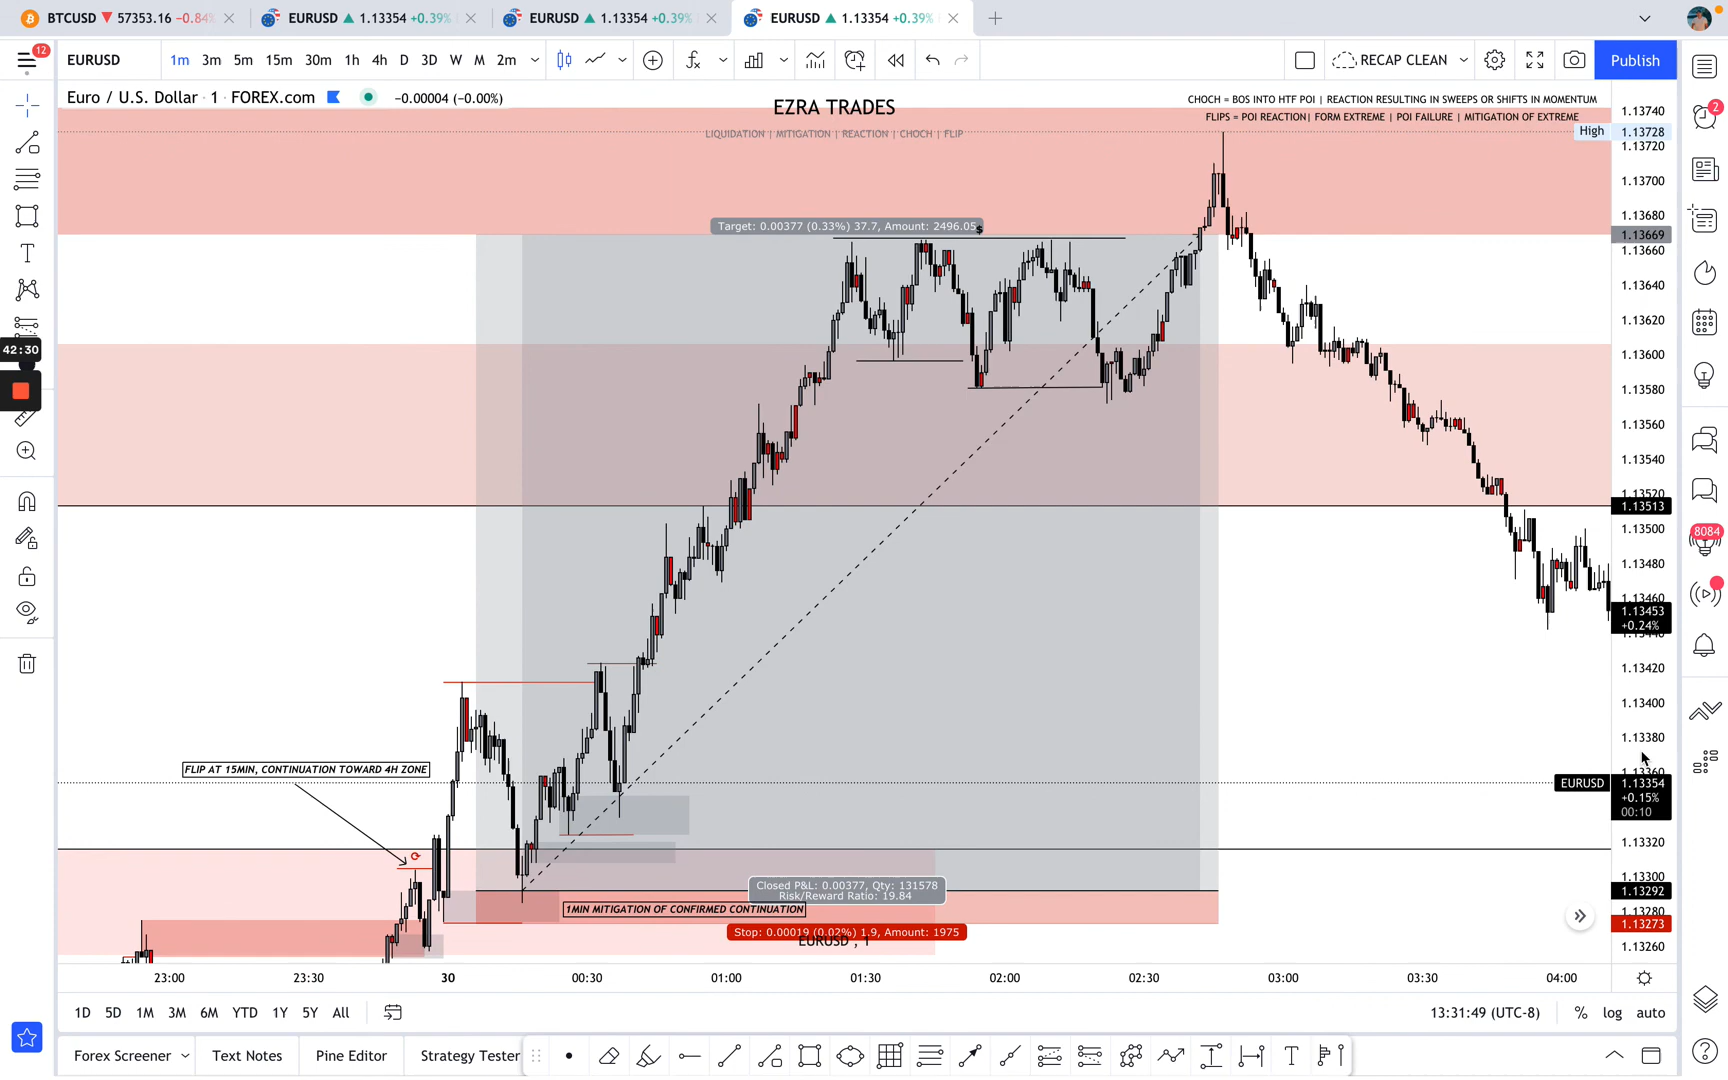 BTCUSD ▼ 57353.16 −0.84%
EURUSD ▲ 1.13354 +0.39%
EURUSD ▲ 1.13354 +0.39%
EURUSD ▲ 1.13354 +0.39%
12
EURUSD
1m 3m 5m 15m 30m 1h 4h D 3D W M 2m
RECAP CLEAN
Publish
Euro / U.S. Dollar · 1 · FOREX.com
−0.00004 (−0.00%)
EZRA TRADES
LIQUIDATION | MITIGATION | REACTION | CHOCH | FLIP
CHOCH = BOS INTO HTF POI | REACTION RESULTING IN SWEEPS OR SHIFTS IN MOMENTUM
FLIPS = POI REACTION| FORM EXTREME | POI FAILURE | MITIGATION OF EXTREME
2
1.13740
High 1.13728
1.13720
1.13700
1.13680
Target: 0.00377 (0.33%) 37.7, Amount: 2496.05
$
1.13669
1.13660
1.13640
1.13620
42:30
1.13600
1.13580
1.13560
1.13540
1.13520
1.13513
1.13500
8084
1.13480
1.13460
1.13453
+0.24%
1.13440
1.13420
1.13400
1.13380
1.13360
FLIP AT 15MIN, CONTINUATION TOWARD 4H ZONE
EURUSD 1.13354
+0.15%
00:10
1.13320
1.13300
Closed P&L: 0.00377, Qty: 131578
Risk/Reward Ratio: 19.84
1.13292
1MIN MITIGATION OF CONFIRMED CONTINUATION
1.13280
1.13273
Stop: 0.00019 (0.02%) 1.9, Amount: 1975
EURUSD , 1
1.13260
23:00 23:30 30 00:30 01:00 01:30 02:00 02:30 03:00 03:30 04:00
1D 5D 1M 3M 6M YTD 1Y 5Y All
13:31:49 (UTC-8) % log auto
Forex Screener Text Notes Pine Editor Strategy Tester